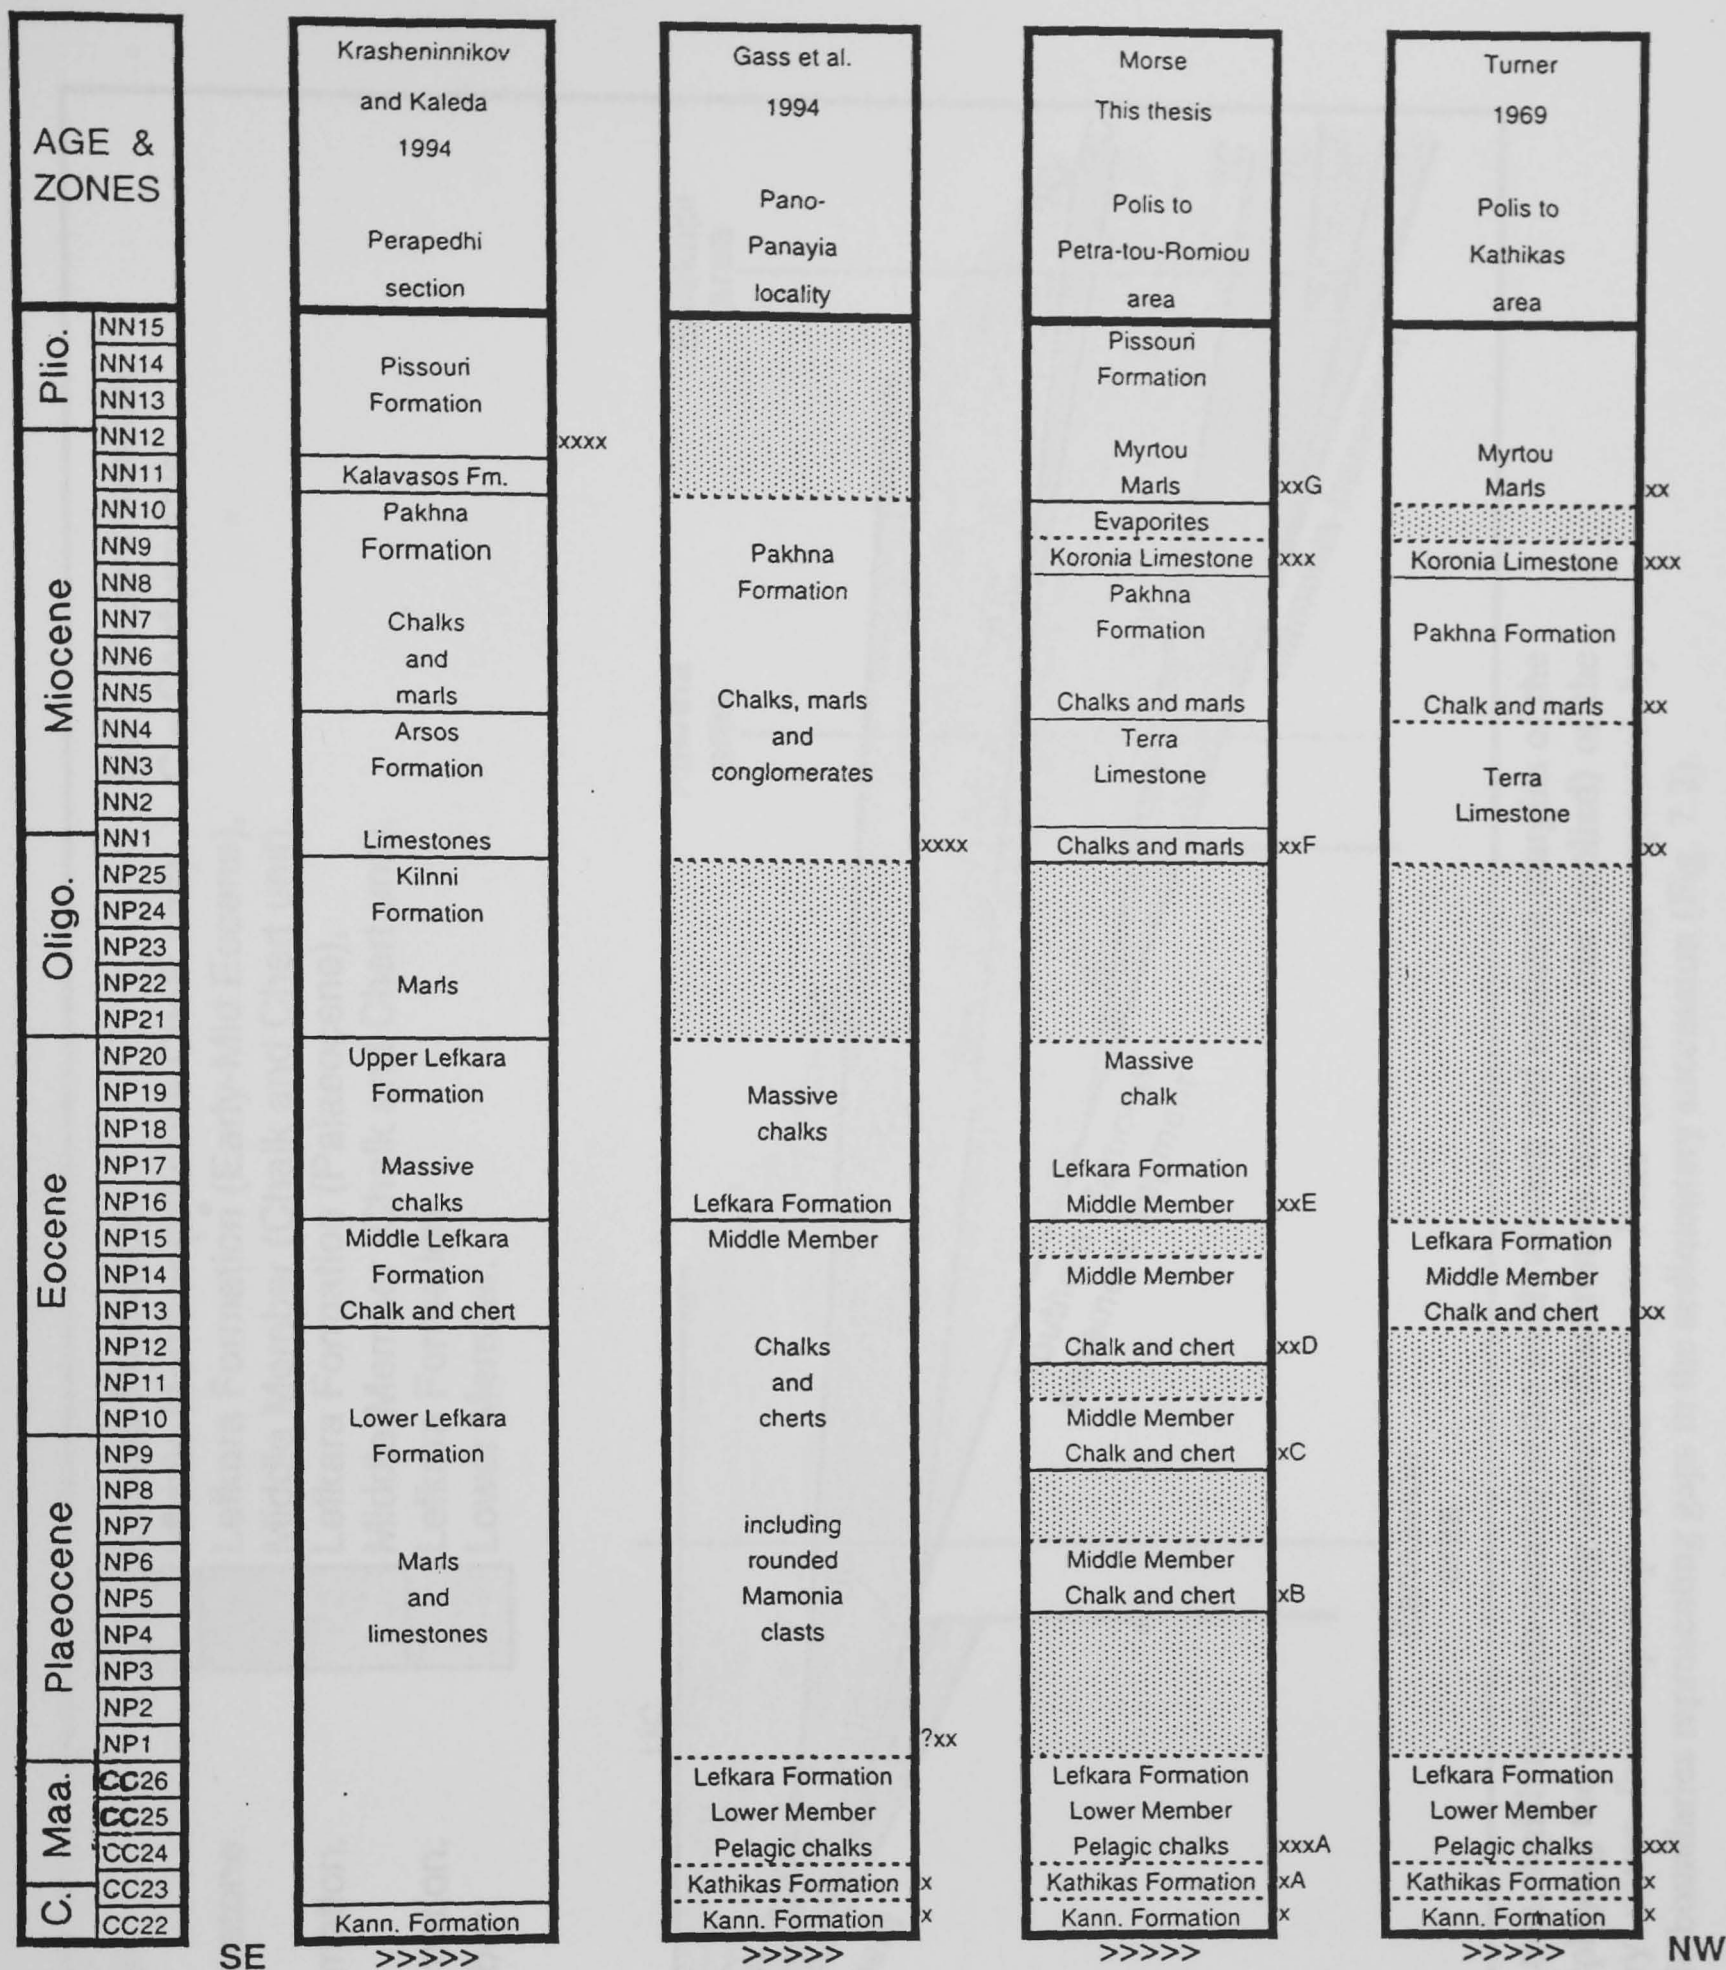 AGE &
ZONES
Plio.
Miocene
Oligo.
Eocene
Plaeocene
Maa.
C.
NN15
NN14
NN13
NN12
NN11
NN10
NN9
NN8
NN7
NN6
NN5
NN4
NN3
NN2
NN1
NP25
NP24
NP23
NP22
NP21
NP20
NP19
NP18
NP17
NP16
NP15
NP14
NP13
NP12
NP11
NP10
NP9
NP8
NP7
NP6
NP5
NP4
NP3
NP2
NP1
CC26
CC25
CC24
CC23
CC22
Krasheninnikov
and Kaleda
1994
Perapedhi
section
Pissouri
Formation
xxxx
Kalavasos Fm.
Pakhna
Formation
Chalks
and
marls
Arsos
Formation
Limestones
Kilnni
Formation
Marls
Upper Lefkara
Formation
Massive
chalks
Middle Lefkara
Formation
Chalk and chert
Lower Lefkara
Formation
Marls
and
limestones
Kann. Formation
Gass et al.
1994
Pano-
Panayia
locality
Pakhna
Formation
Chalks, marls
and
conglomerates
xxxx
Massive
chalks
Lefkara Formation
Middle Member
Chalks
and
cherts
including
rounded
Mamonia
clasts
?xx
Lefkara Formation
Lower Member
Pelagic chalks
Kathikas Formation x
Kann. Formation x
Morse
This thesis
Polis to
Petra-tou-Romiou
area
Pissouri
Formation
Myrtou
Marls xxG
Evaporites
Koronia Limestone xxx
Pakhna
Formation
Chalks and marls
Terra
Limestone
Chalks and marls xxF
Massive
chalk
Lefkara Formation
Middle Member xxE
Middle Member
Chalk and chert xxD
Middle Member
Chalk and chert xC
Middle Member
Chalk and chert xB
Lefkara Formation
Lower Member
Pelagic chalks xxxA
Kathikas Formation xA
Kann. Formation x
Turner
1969
Polis to
Kathikas
area
Myrtou
Marls xx
Koronia Limestone xxx
Pakhna Formation
Chalk and marls xx
Terra
Limestone
xx
Lefkara Formation
Middle Member
Chalk and chert xx
Lefkara Formation
Lower Member
Pelagic chalks xxx
Kathikas Formation x
Kann. Formation x
SE >>>>> >>>>> >>>>> >>>>> NW